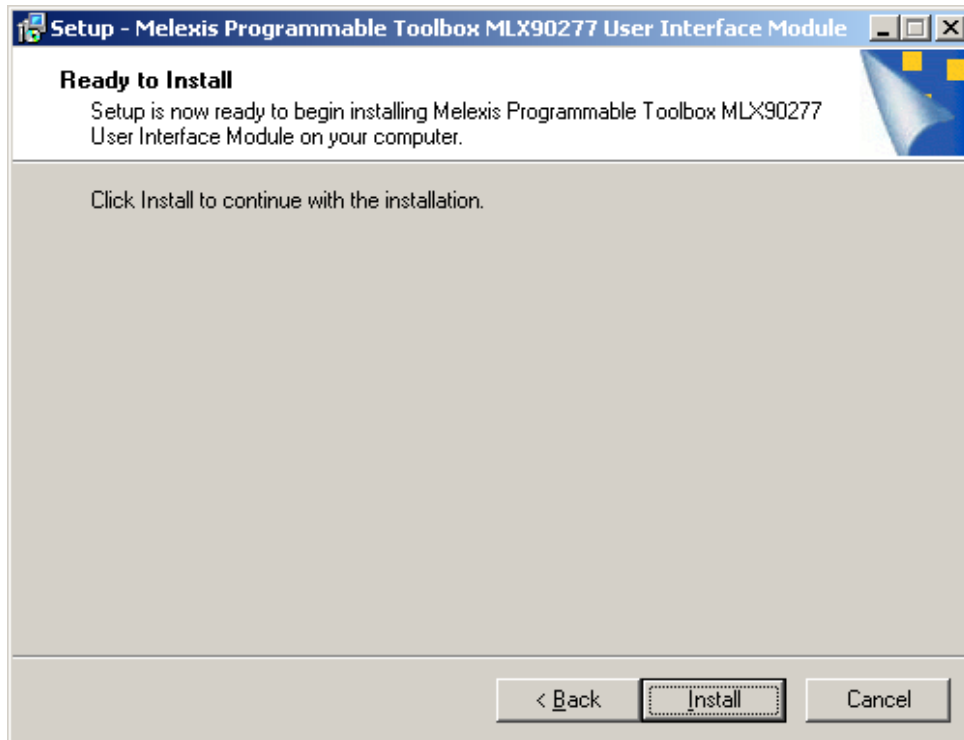 Setup - Melexis Programmable Toolbox MLX90277 User Interface Module
Ready to Install
Setup is now ready to begin installing Melexis Programmable Toolbox MLX90277
User Interface Module on your computer.
Click Install to continue with the installation.
< Back
Install
Cancel